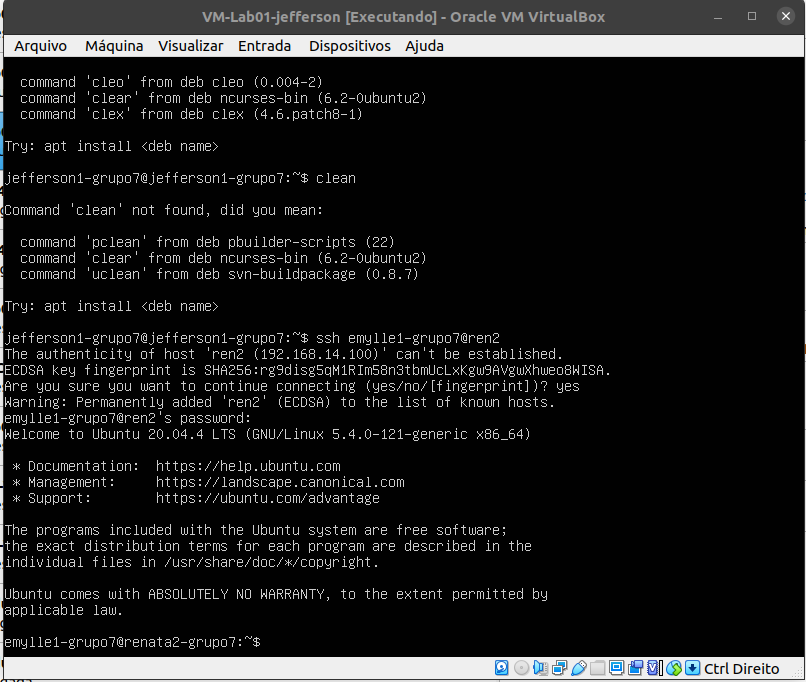 VM-Lab01-jefferson [Executando] - Oracle VM VirtualBox
Arquivo Máquina Visualizar Entrada Dispositivos Ajuda
command 'cleo' from deb cleo (0.004-2)
command 'clear' from deb ncurses-bin (6.2-0ubuntu2)
command 'clex' from deb clex (4.6.patch8-1)
Try: apt install <deb name>
jefferson1-grupo7@jefferson1-grupo7:~$ clean
Command 'clean' not found, did you mean:
command 'pclean' from deb pbuilder-scripts (22)
command 'clear' from deb ncurses-bin (6.2-0ubuntu2)
command 'uclean' from deb svn-buildpackage (0.8.7)
Try: apt install <deb name>
jefferson1-grupo7@jefferson1-grupo7:~$ ssh emylle1-grupo7@ren2
The authenticity of host 'ren2 (192.168.14.100)' can't be established.
ECDSA key fingerprint is SHA256:rg9disg5qM1RIm58n3tbmUcLxKgw9AVgwXhweo8WISA.
Are you sure you want to continue connecting (yes/no/[fingerprint])? yes
Warning: Permanently added 'ren2' (ECDSA) to the list of known hosts.
emylle1-grupo7@ren2's password:
Welcome to Ubuntu 20.04.4 LTS (GNU/Linux 5.4.0-121-generic x86_64)
* Documentation: https://help.ubuntu.com
* Management: https://landscape.canonical.com
* Support: https://ubuntu.com/advantage
The programs included with the Ubuntu system are free software;
the exact distribution terms for each program are described in the
individual files in /usr/share/doc/*/copyright.
Ubuntu comes with ABSOLUTELY NO WARRANTY, to the extent permitted by
applicable law.
emylle1-grupo7@renata2-grupo7:~$
Ctrl Direito